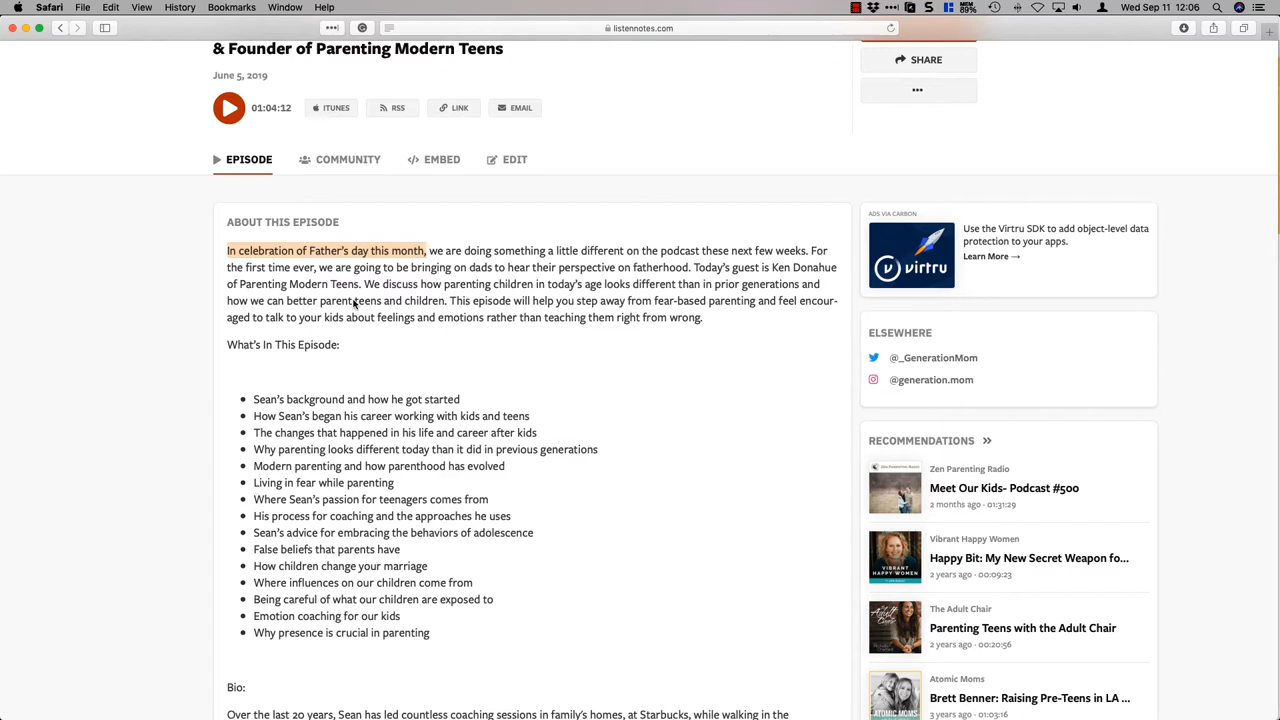 Safari File Edit View History Bookmarks Window Help 89% Wed Sep 11 12:06
listennotes.com
& Founder of Parenting Modern Teens
June 5, 2019
01:04:12 ITUNES RSS LINK EMAIL
SHARE
EPISODE COMMUNITY EMBED EDIT
ABOUT THIS EPISODE
In celebration of Father's day this month, we are doing something a little different on the podcast these next few weeks. For
the first time ever, we are going to be bringing on dads to hear their perspective on fatherhood. Today's guest is Ken Donahue
of Parenting Modern Teens. We discuss how parenting children in today's age looks different than in prior generations and
how we can better parent teens and children. This episode will help you step away from fear-based parenting and feel encour-
aged to talk to your kids about feelings and emotions rather than teaching them right from wrong.
What's In This Episode:
Sean's background and how he got started
How Sean's began his career working with kids and teens
The changes that happened in his life and career after kids
Why parenting looks different today than it did in previous generations
Modern parenting and how parenthood has evolved
Living in fear while parenting
Where Sean's passion for teenagers comes from
His process for coaching and the approaches he uses
Sean's advice for embracing the behaviors of adolescence
False beliefs that parents have
How children change your marriage
Where influences on our children come from
Being careful of what our children are exposed to
Emotion coaching for our kids
Why presence is crucial in parenting
Bio:
Over the last 20 years, Sean has led countless coaching sessions in family's homes, at Starbucks, while walking in the
ADS VIA CARBON
virtru
Use the Virtru SDK to add object-level data
protection to your apps.
Learn More →
ELSEWHERE
@_GenerationMom
@generation.mom
RECOMMENDATIONS »
Zen Parenting Radio
Meet Our Kids- Podcast #500
2 months ago · 01:31:29
VIBRANT
HAPPY WOMEN
Vibrant Happy Women
Happy Bit: My New Secret Weapon fo...
2 years ago · 00:09:23
The Adult Chair
Parenting Teens with the Adult Chair
2 years ago · 00:20:56
ATOMIC MOMS
Atomic Moms
Brett Benner: Raising Pre-Teens in LA ...
3 years ago · 01:03:16